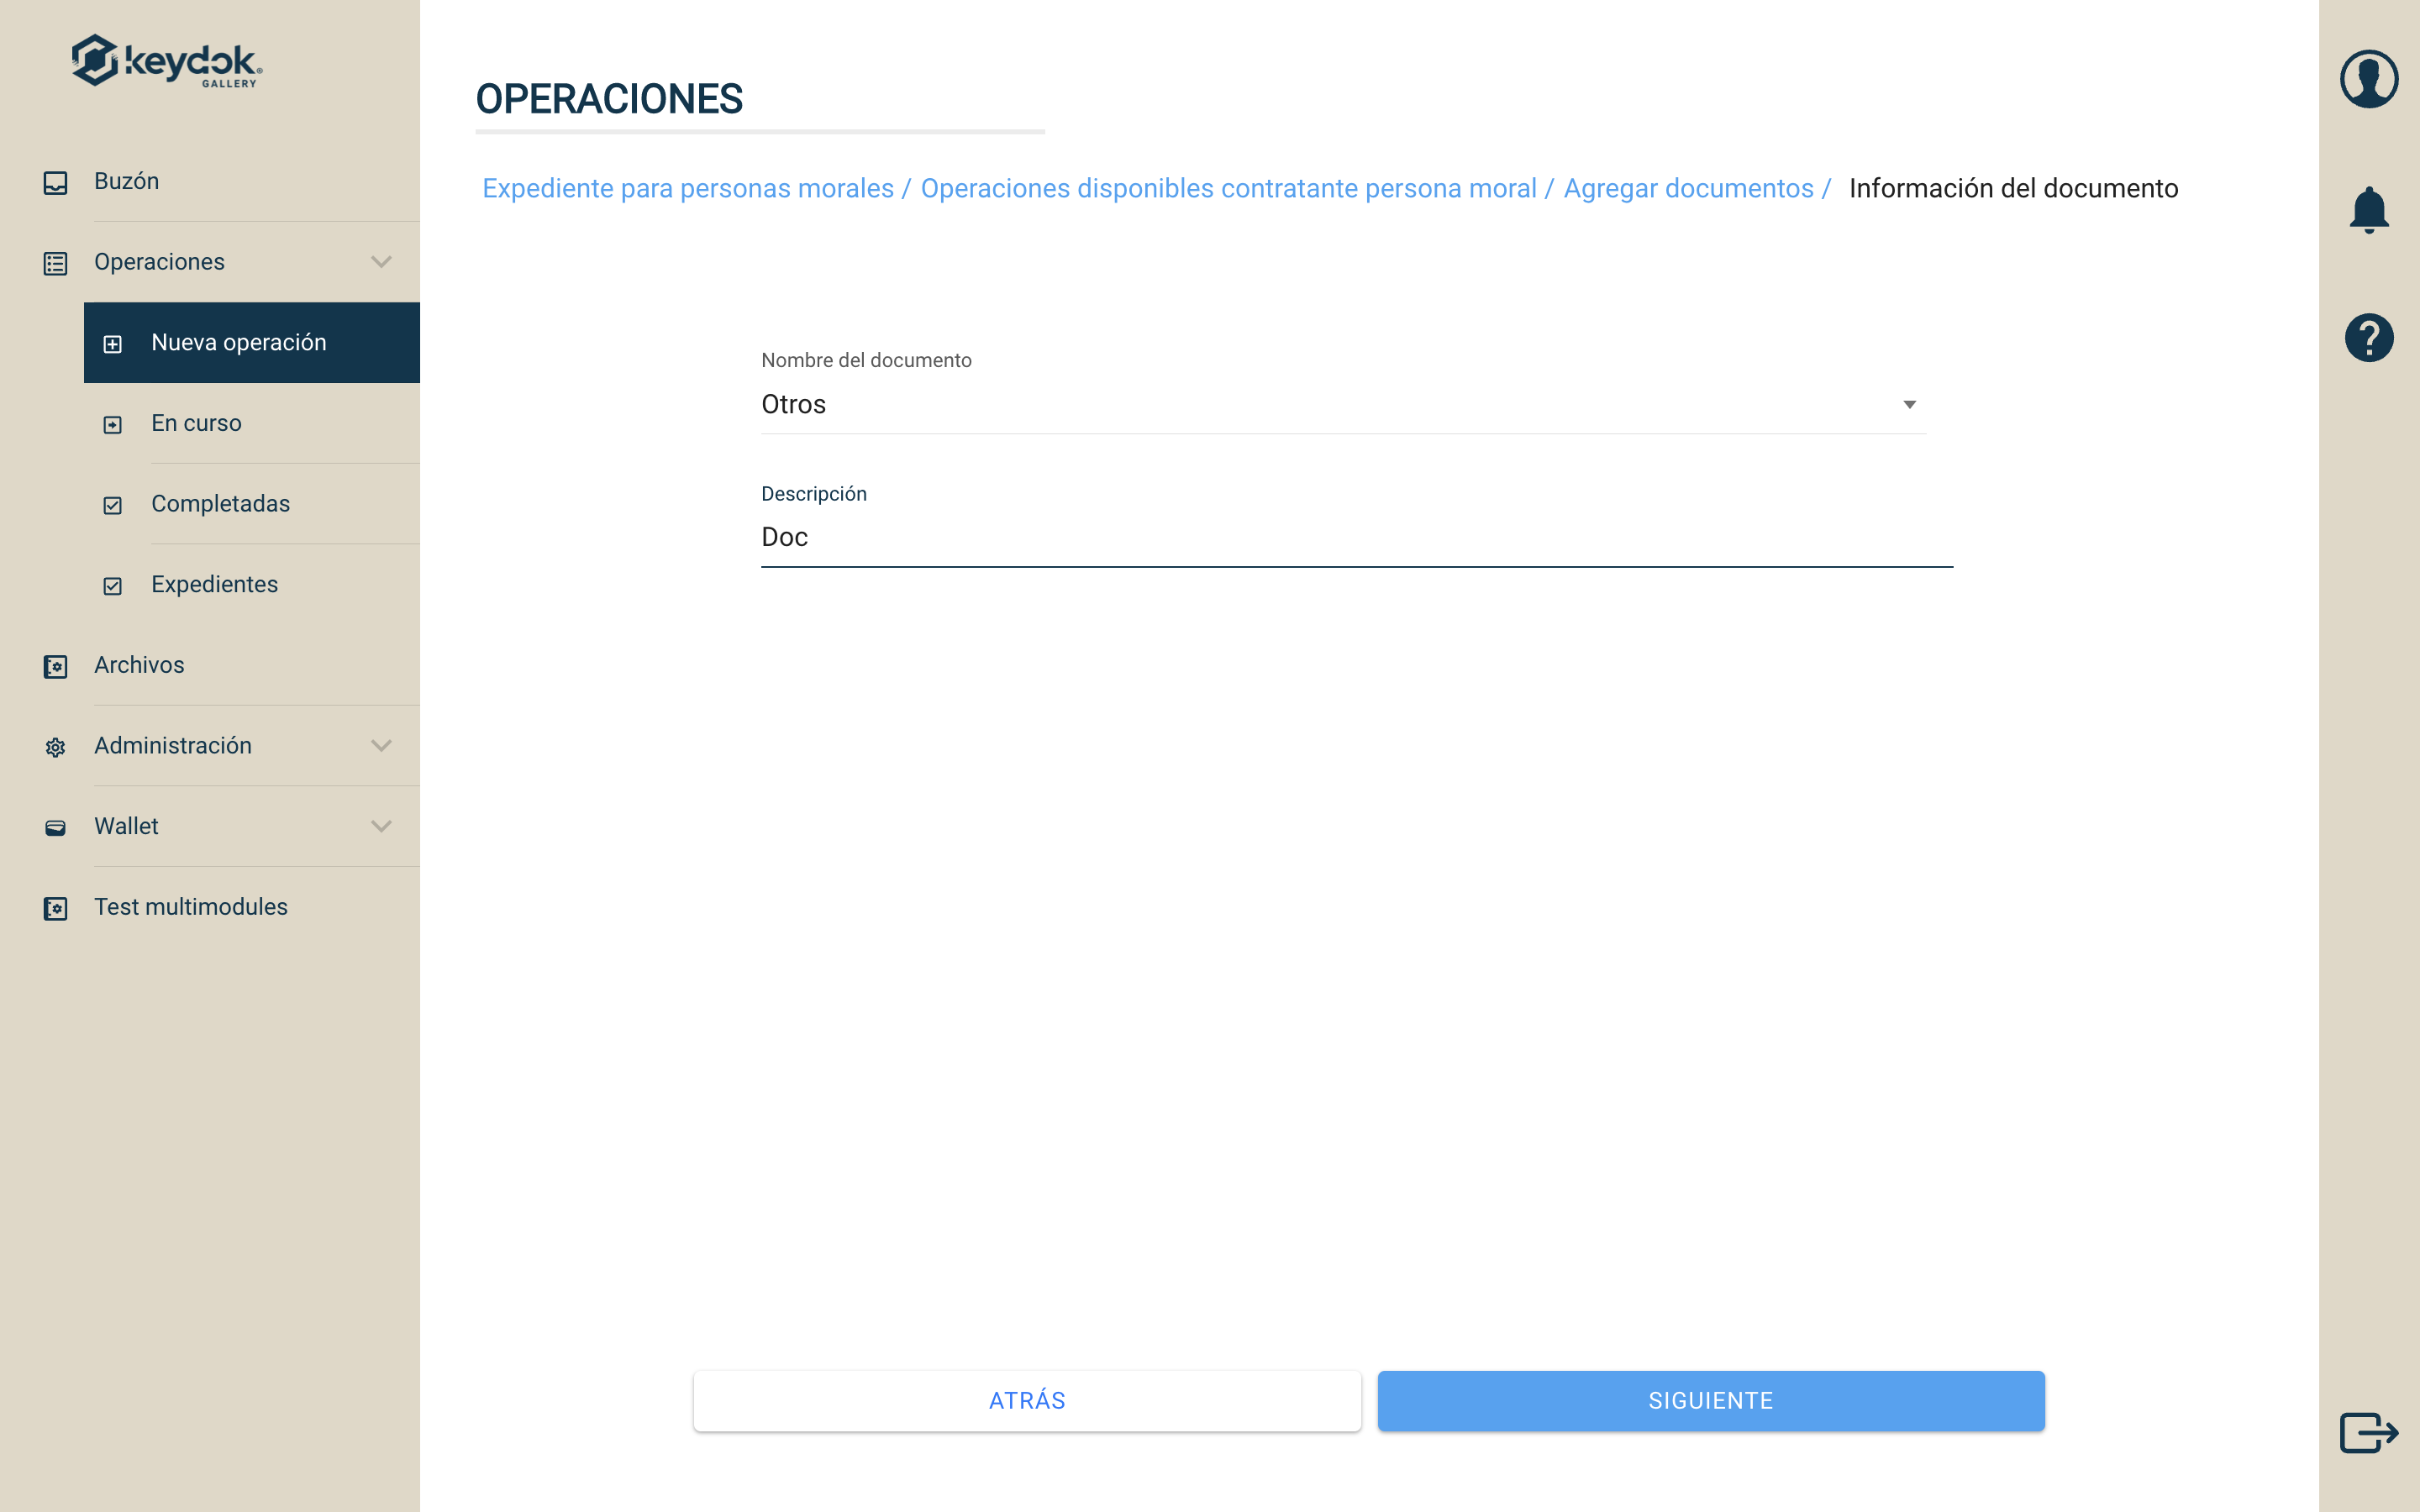 keydok®
GALLERY
Buzón
Operaciones
Nueva operación
En curso
Completadas
Expedientes
Archivos
Administración
Wallet
Test multimodules
OPERACIONES
Expediente para personas morales / Operaciones disponibles contratante persona moral / Agregar documentos / Información del documento
Nombre del documento
Otros
Descripción
Doc
ATRÁS
SIGUIENTE